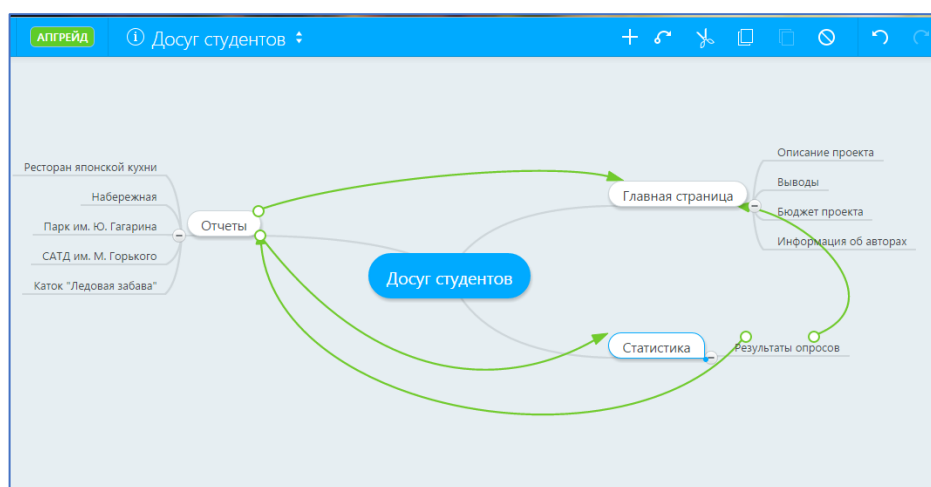 АПГРЕЙД
Досуг студентов
Ресторан японской кухни
Набережная
Парк им. Ю. Гагарина
САТД им. М. Горького
Каток "Ледовая забава"
Отчеты
Досуг студентов
Главная страница
Описание проекта
Выводы
Бюджет проекта
Информация об авторах
Статистика
Результаты опросов